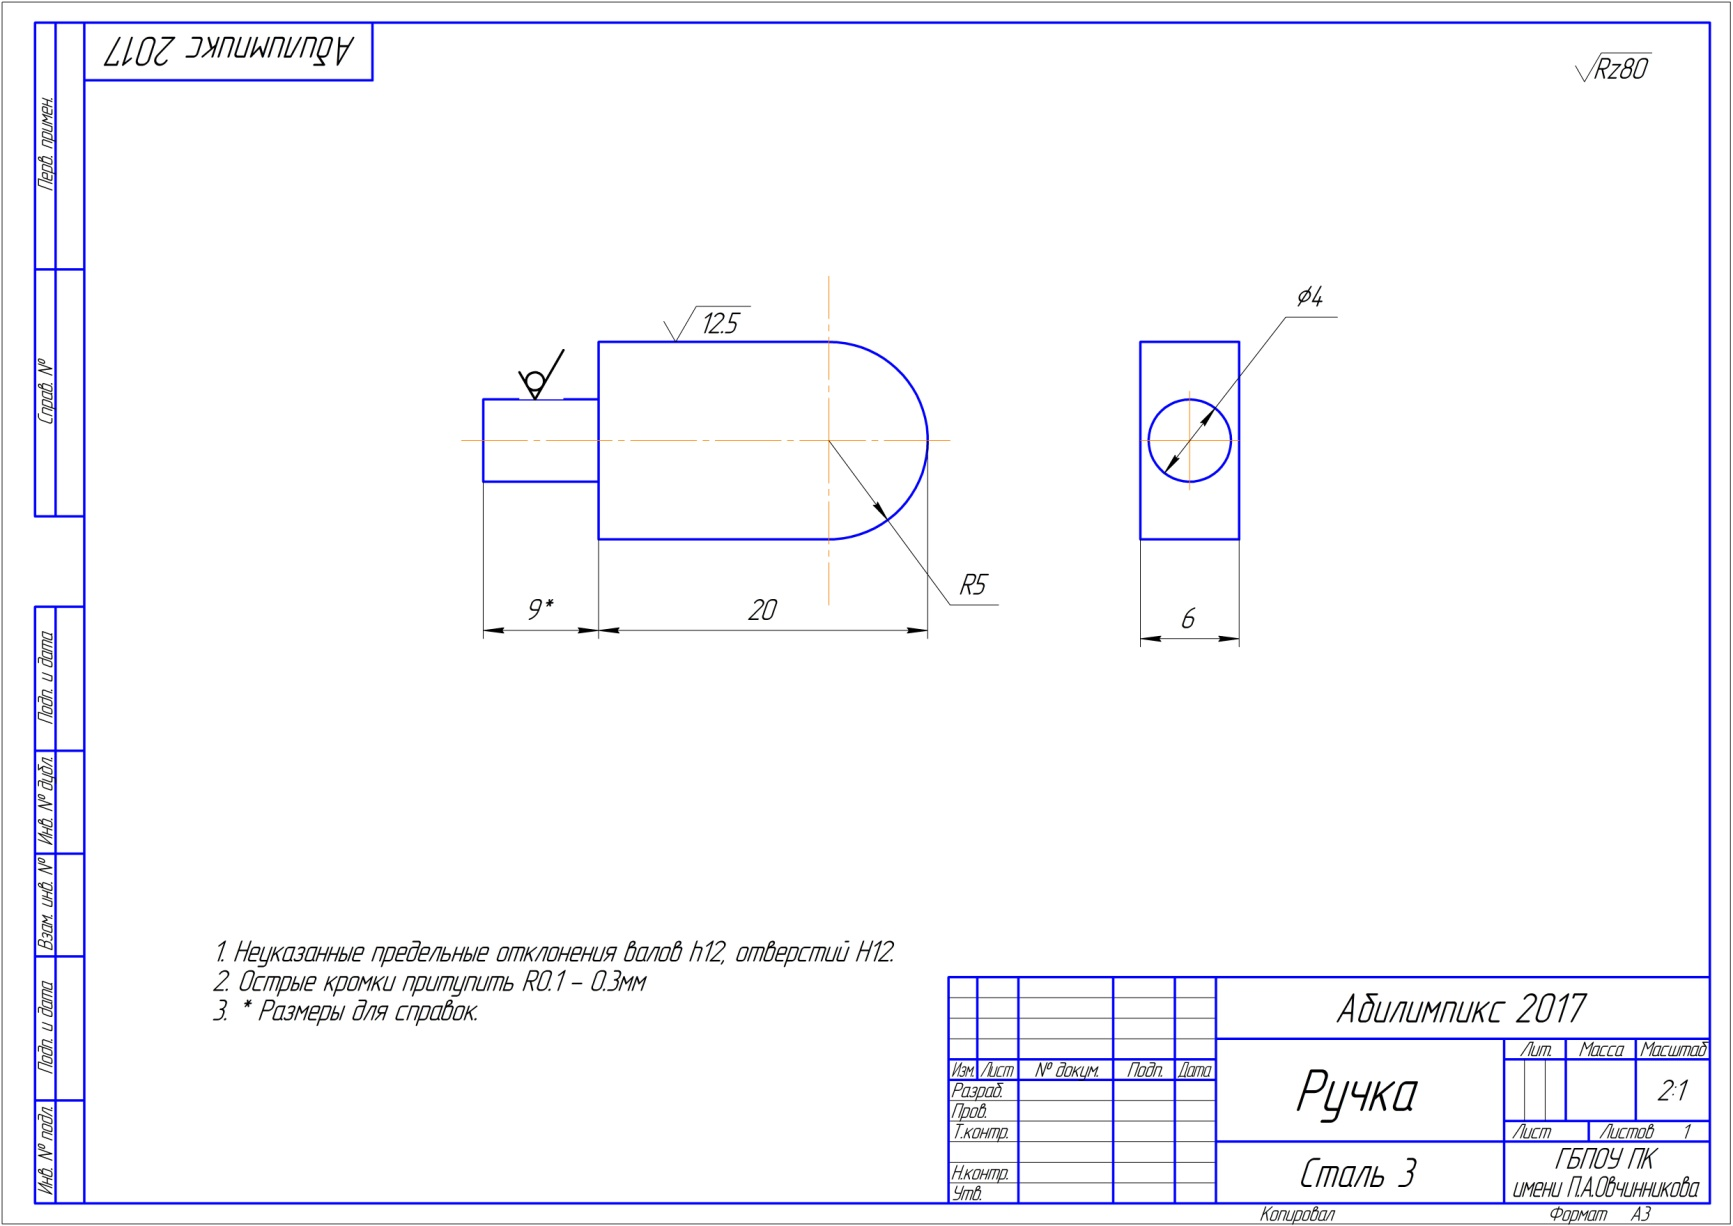 Абилимпикс 2017
√Rz80
Перв. примен.
Справ. №
Подп. и дата
Инв. № дубл.
Взам. инв. №
Подп. и дата
Инв. № подл.
12.5
⌀4
R5
9*
20
6
1. Неуказанные предельные отклонения валов h12, отверстий H12.
2. Острые кромки притупить R0.1 – 0.3мм
3. * Размеры для справок.
Абилимпикс 2017
Изм. Лист № докум. Подп. Дата
Разраб.
Пров.
Т.контр.
Н.контр.
Утв.
Ручка
Лит. Масса Масштаб
2:1
Лист Листов 1
Сталь 3
ГБПОУ ПК
имени П.А.Овчинникова
Копировал Формат А3